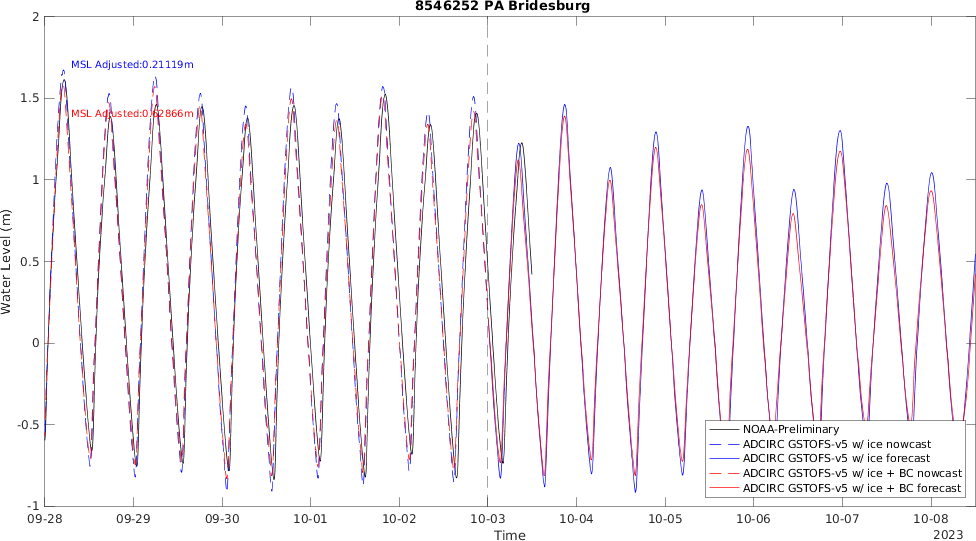 8546252 PA Bridesburg
2
1.5
1
0.5
0
-0.5
-1
Water Level (m)
MSL Adjusted:0.21119m
MSL Adjusted:0.62866m
NOAA-Preliminary
ADCIRC GSTOFS-v5 w/ ice nowcast
ADCIRC GSTOFS-v5 w/ ice forecast
ADCIRC GSTOFS-v5 w/ ice + BC nowcast
ADCIRC GSTOFS-v5 w/ ice + BC forecast
09-28 09-29 09-30 10-01 10-02 10-03 10-04 10-05 10-06 10-07 10-08
2023
Time